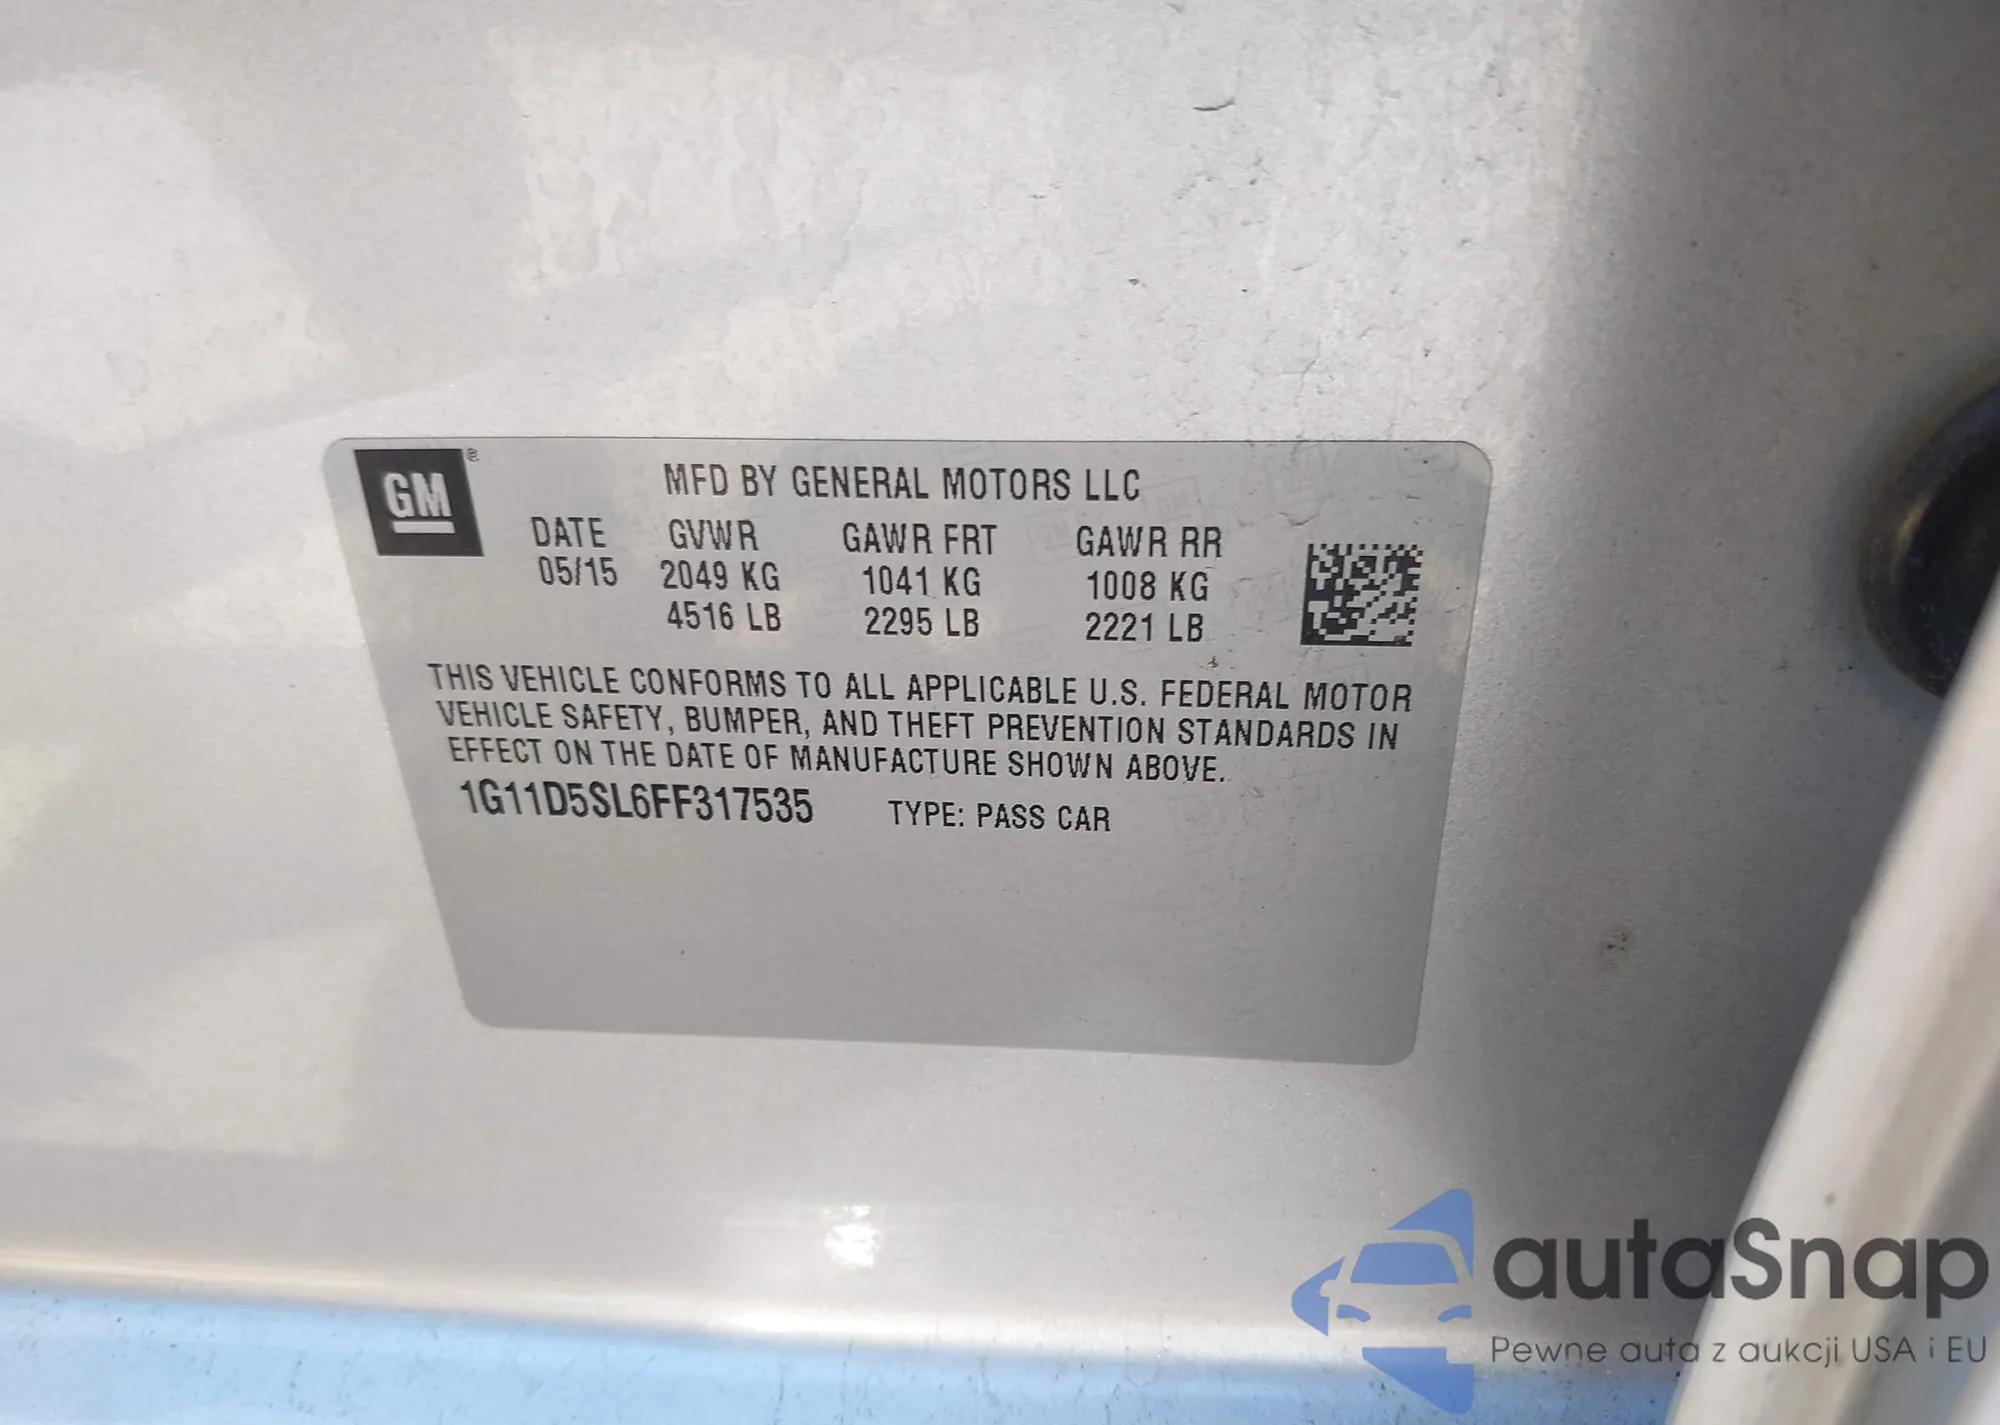 GM®
MFD BY GENERAL MOTORS LLC
DATE GVWR GAWR FRT GAWR RR
05/15 2049 KG 1041 KG 1008 KG
4516 LB 2295 LB 2221 LB
THIS VEHICLE CONFORMS TO ALL APPLICABLE U.S. FEDERAL MOTOR
VEHICLE SAFETY, BUMPER, AND THEFT PREVENTION STANDARDS IN
EFFECT ON THE DATE OF MANUFACTURE SHOWN ABOVE.
1G11D5SL6FF317535 TYPE: PASS CAR
autaSnap
Pewne auta z aukcji USA i EU